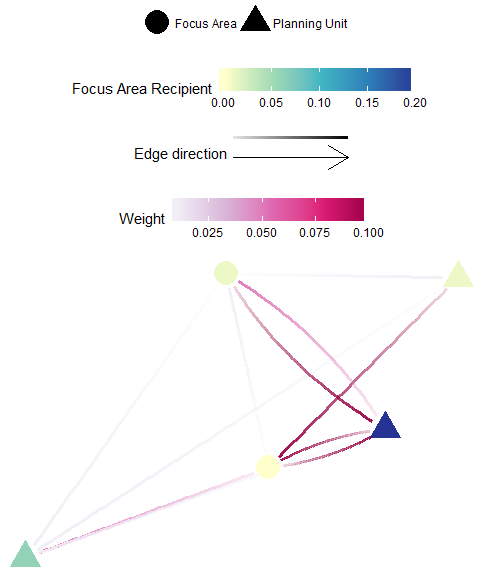 Focus Area Planning Unit
Focus Area Recipient
0.00 0.05 0.10 0.15 0.20
Edge direction
Weight
0.025 0.050 0.075 0.100